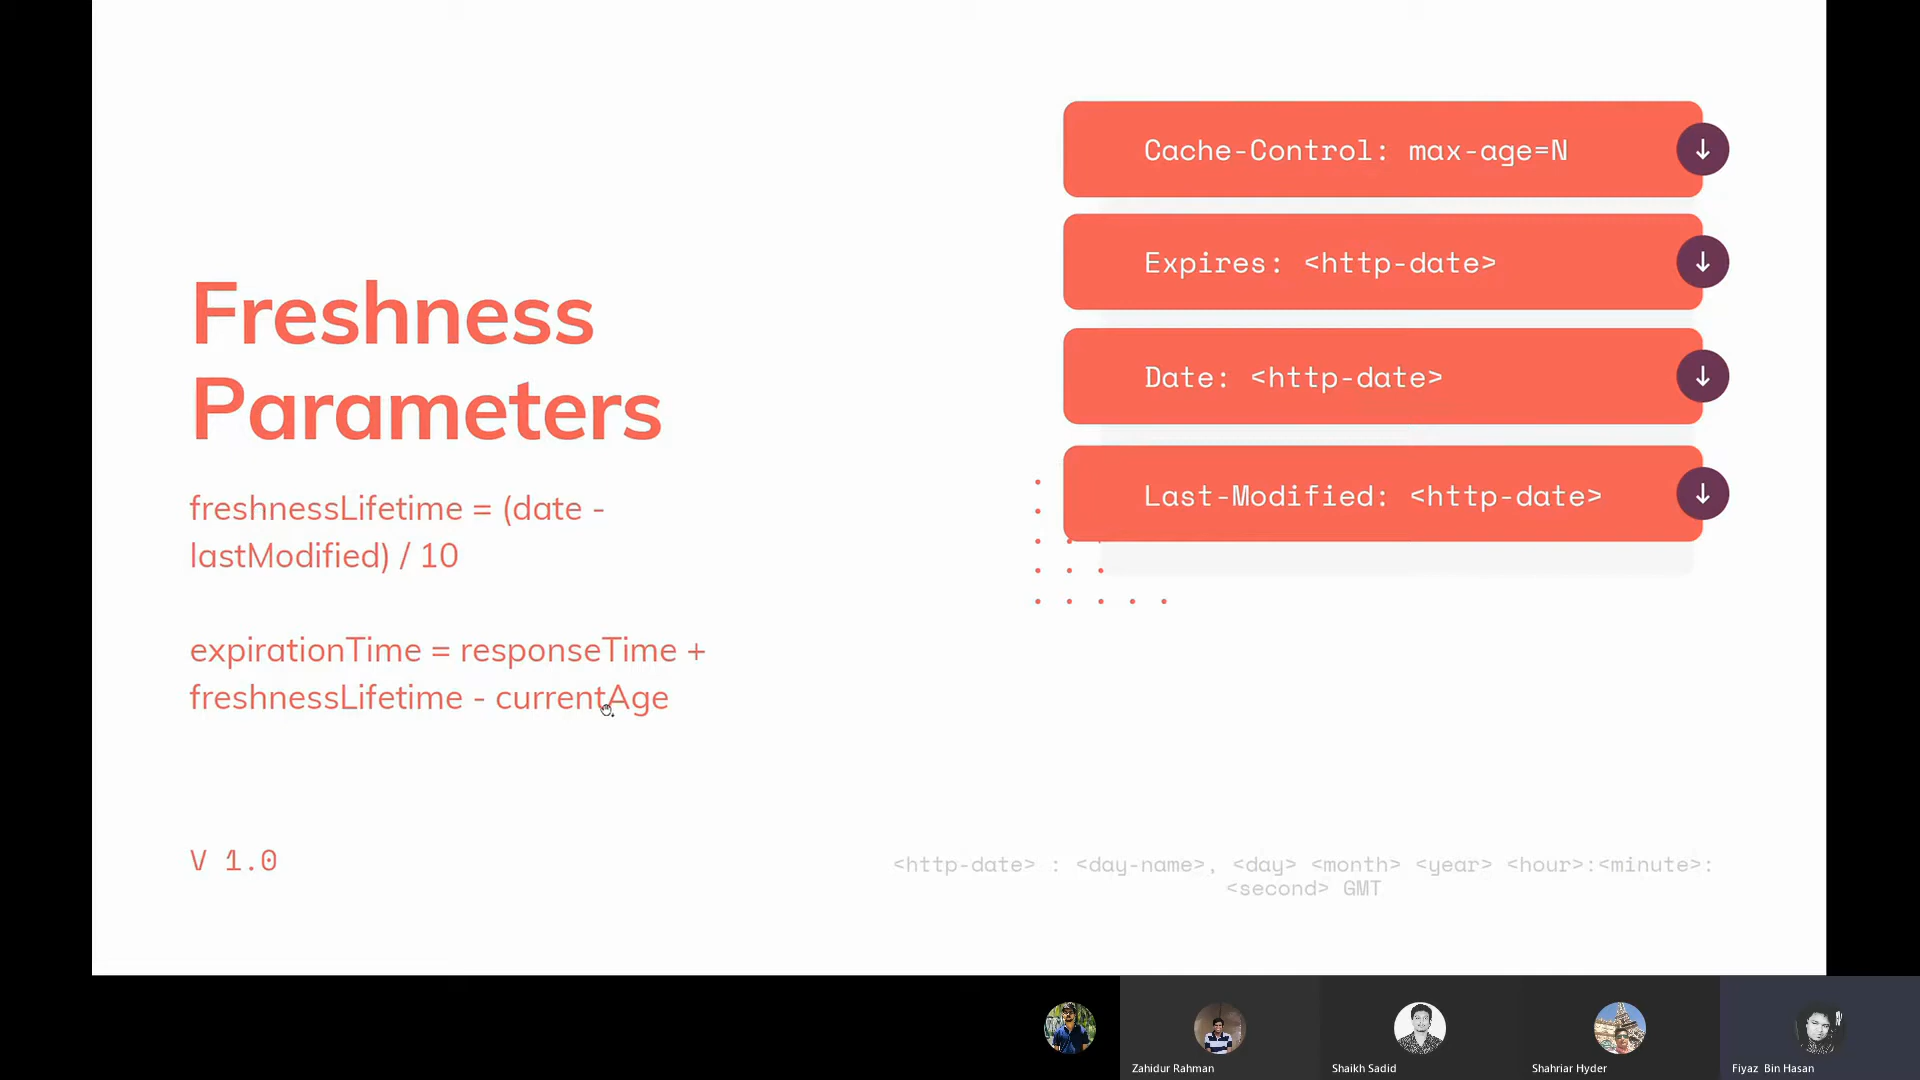 Freshness
Parameters
freshnessLifetime = (date -
lastModified) / 10
expirationTime = responseTime +
freshnessLifetime - currentAge
V 1.0
Cache-Control: max-age=N
Expires: <http-date>
Date: <http-date>
Last-Modified: <http-date>
<http-date> : <day-name>, <day> <month> <year> <hour>:<minute>:
<second> GMT
Zahidur Rahman
Shaikh Sadid
Shahriar Hyder
Fiyaz Bin Hasan